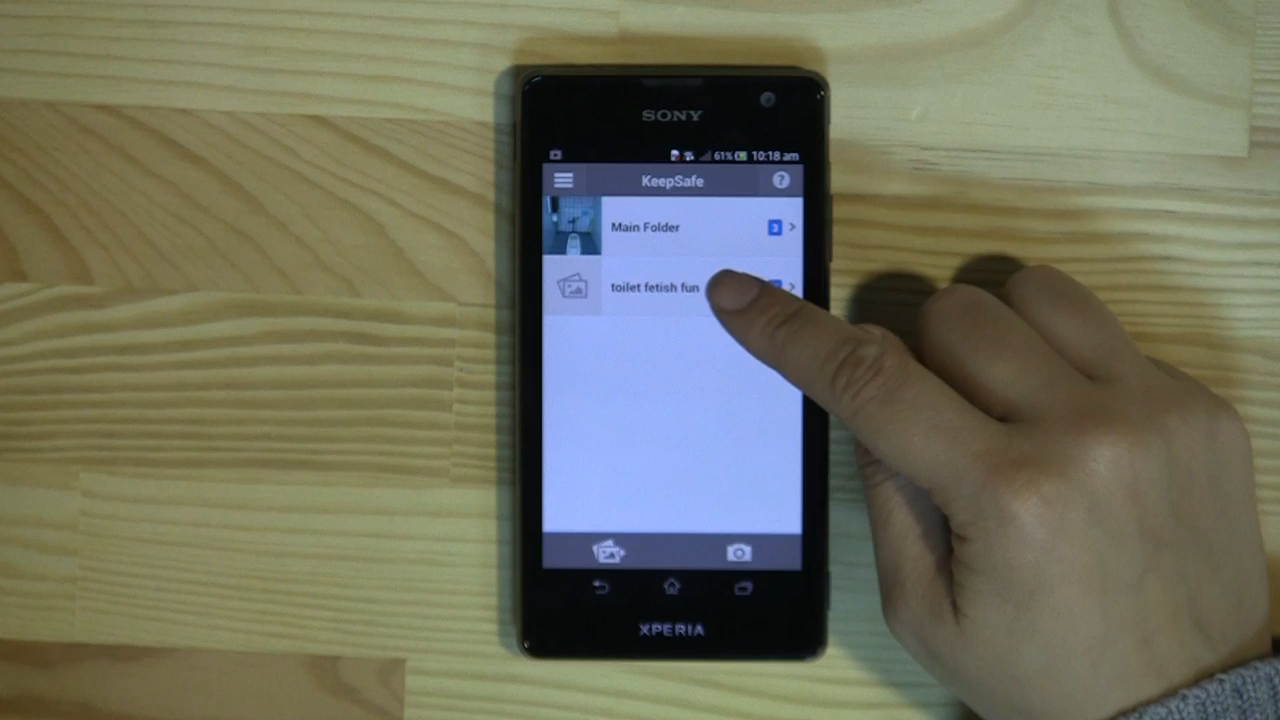 SONY
61% 10:18 am
KeepSafe ?
Main Folder 3
toilet fetish fun
XPERIA